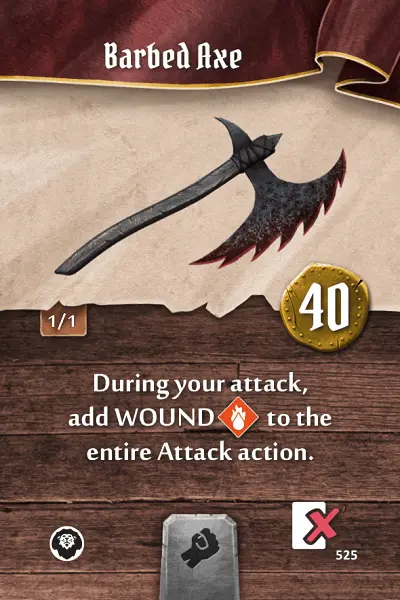 Barbed Axe
1/1
40
During your attack,
add WOUND to the
entire Attack action.
525